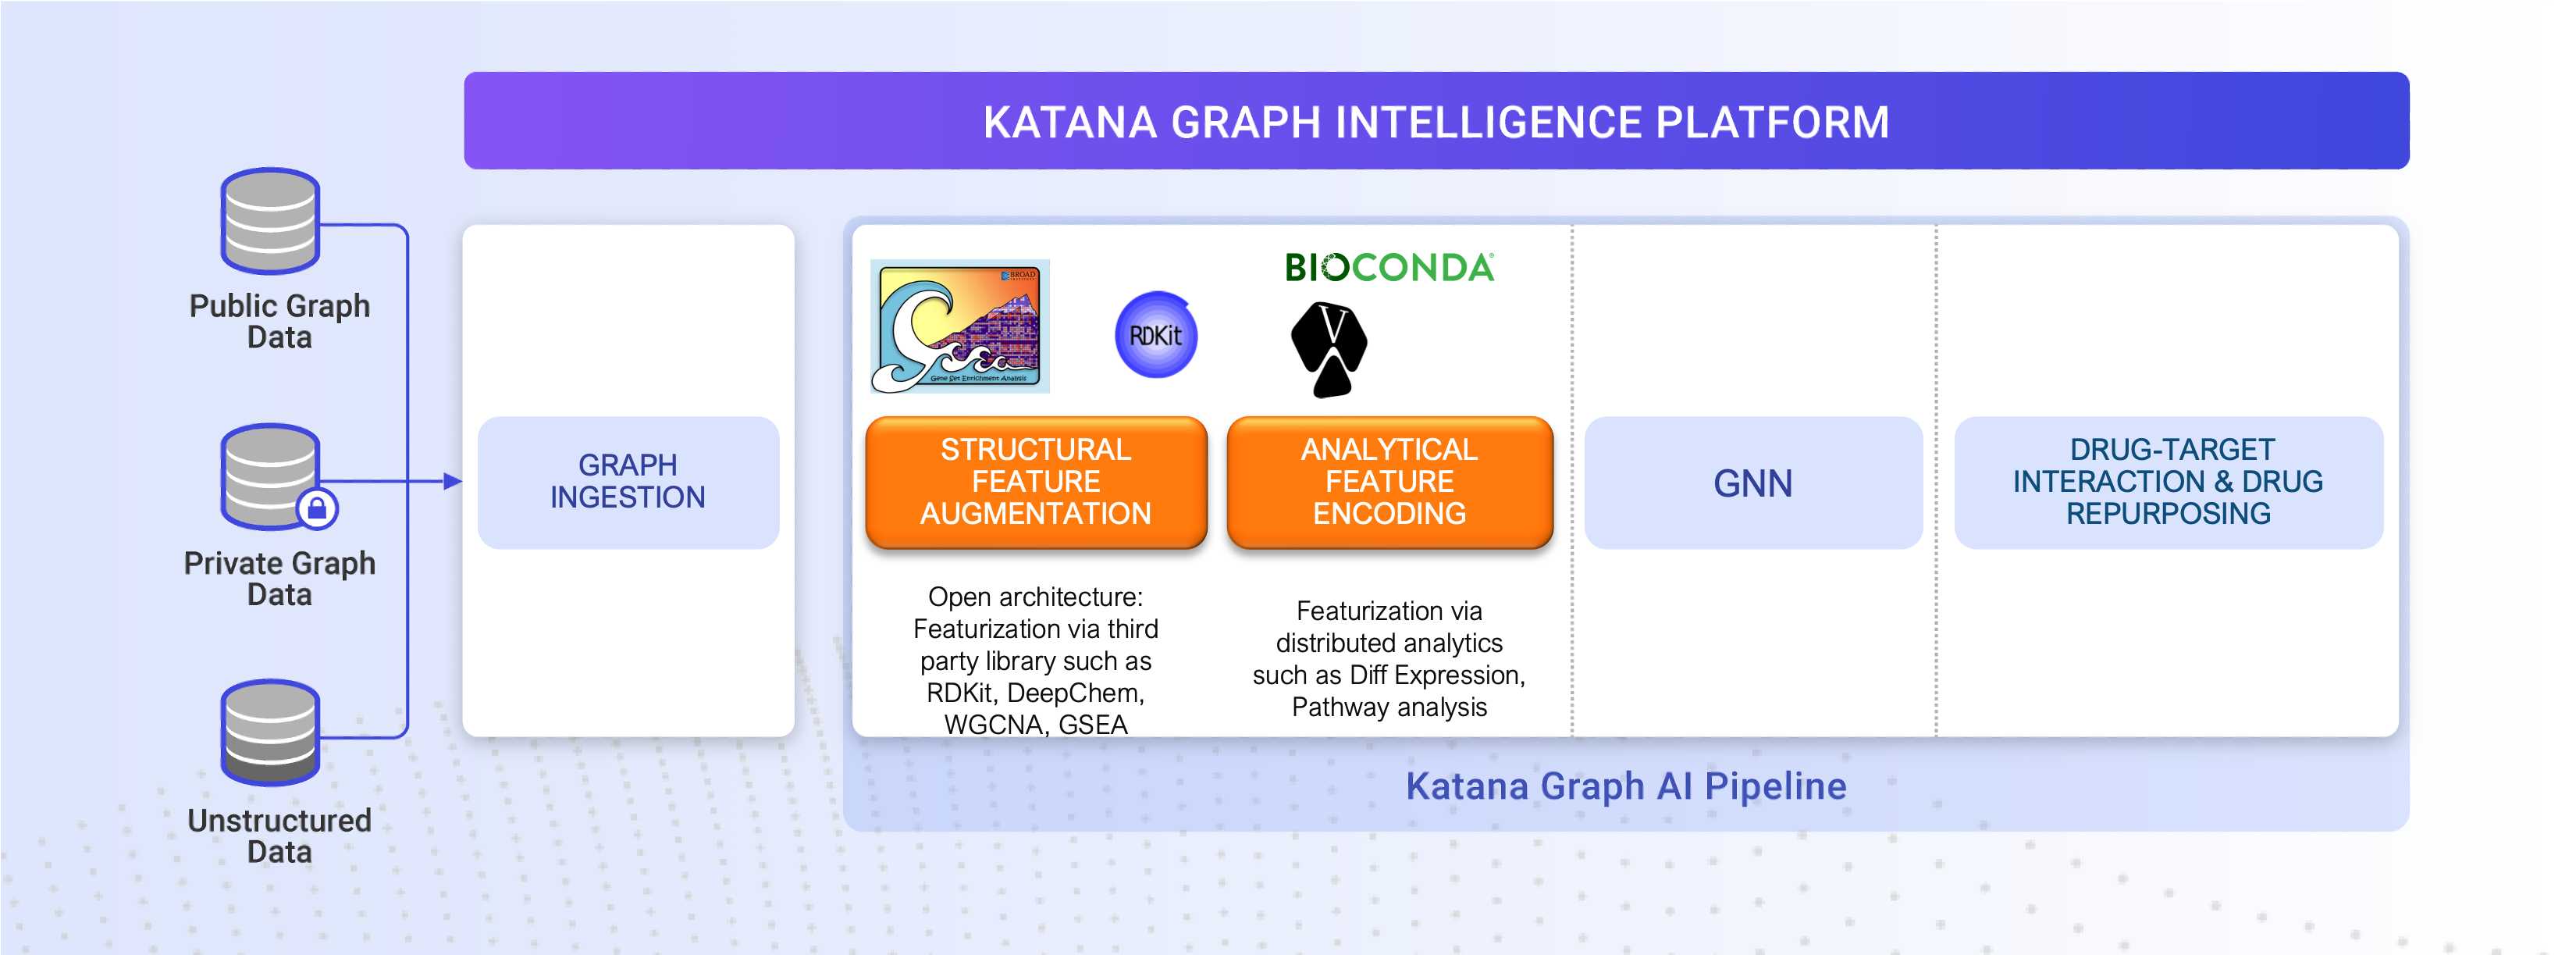 KATANA GRAPH INTELLIGENCE PLATFORM
Public Graph
Data
Private Graph
Data
Unstructured
Data
GRAPH
INGESTION
BROAD
INSTITUTE
Gsea
Gene Set Enrichment Analysis
RDKit
BIOCONDA®
V
STRUCTURAL
FEATURE
AUGMENTATION
Open architecture:
Featurization via third
party library such as
RDKit, DeepChem,
WGCNA, GSEA
ANALYTICAL
FEATURE
ENCODING
Featurization via
distributed analytics
such as Diff Expression,
Pathway analysis
GNN
DRUG-TARGET
INTERACTION & DRUG
REPURPOSING
Katana Graph AI Pipeline